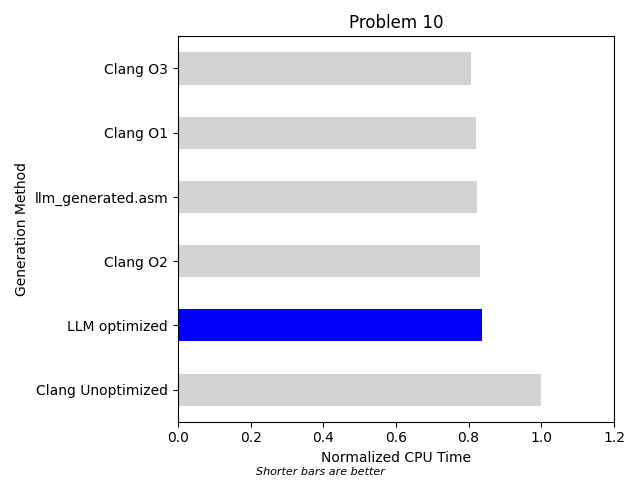 Problem 10
Clang O3
Clang O1
llm_generated.asm
Clang O2
LLM optimized
Clang Unoptimized
Generation Method
0.0 0.2 0.4 0.6 0.8 1.0 1.2
Normalized CPU Time
Shorter bars are better